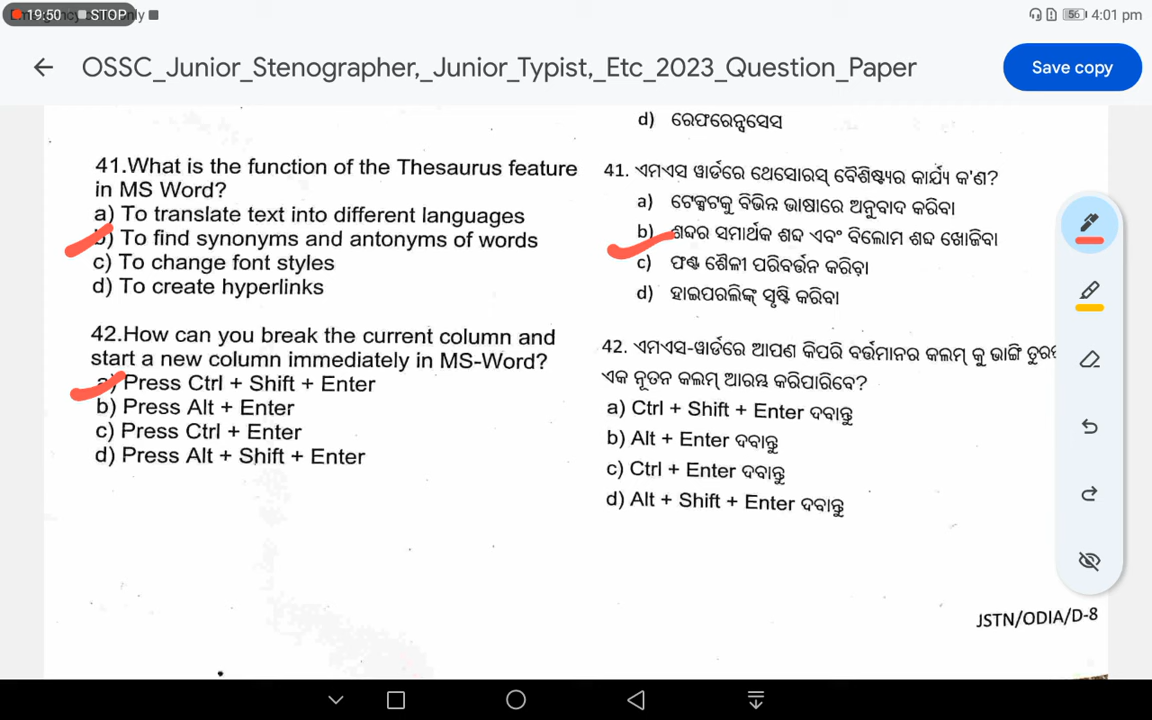 19:50 STOP
56 4:01 pm
OSSC_Junior_Stenographer,_Junior_Typist,_Etc_2023_Question_Paper
Save copy
41.What is the function of the Thesaurus feature
in MS Word?
a) To translate text into different languages
b) To find synonyms and antonyms of words
c) To change font styles
d) To create hyperlinks
42.How can you break the current column and
start a new column immediately in MS-Word?
a) Press Ctrl + Shift + Enter
b) Press Alt + Enter
c) Press Ctrl + Enter
d) Press Alt + Shift + Enter
d) ରେଫରେନ୍ସସେସ
41. ଏମଏସ ୱାର୍ଡରେ ଥେସୋରସ୍ ବୈଶିଷ୍ଟ୍ୟର କାର୍ଯ୍ୟ କ'ଣ?
a) ଟେକ୍ସଟକୁ ବିଭିନ୍ନ ଭାଷାରେ ଅନୁବାଦ କରିବା
b) ଶବ୍ଦର ସମାର୍ଥକ ଶବ୍ଦ ଏବଂ ବିଲୋମ ଶବ୍ଦ ଖୋଜିବା
c) ଫଣ୍ଟ ଶୈଳୀ ପରିବର୍ତ୍ତନ କରିବା
d) ହାଇପରଲିଙ୍କ୍ ସୃଷ୍ଟି କରିବା
42. ଏମଏସ-ୱାର୍ଡରେ ଆପଣ କିପରି ବର୍ତ୍ତମାନର କଲମ୍ କୁ ଭାଙ୍ଗି
ଏକ ନୂତନ କଲମ୍ ଆରମ୍ଭ କରିପାରିବେ?
a) Ctrl + Shift + Enter ଦବାନ୍ତୁ
b) Alt + Enter ଦବାନ୍ତୁ
c) Ctrl + Enter ଦବାନ୍ତୁ
d) Alt + Shift + Enter ଦବାନ୍ତୁ
JSTN/ODIA/D-8